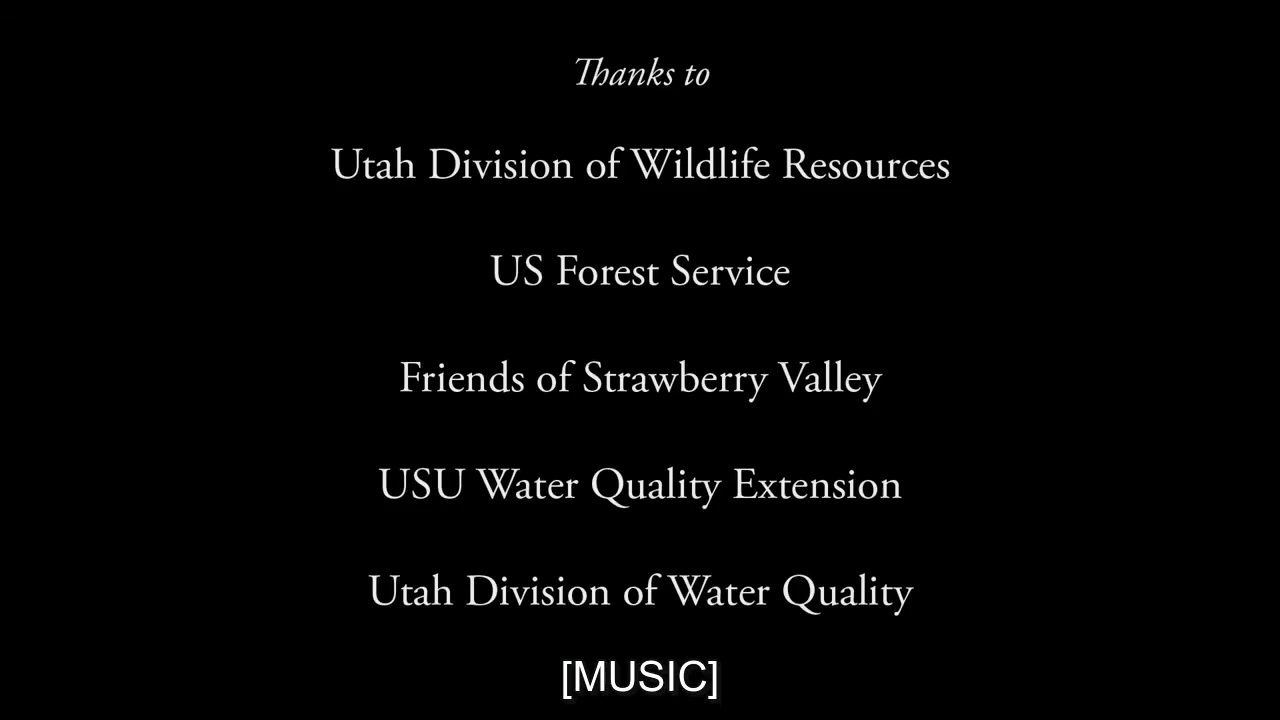 Thanks to
Utah Division of Wildlife Resources
US Forest Service
Friends of Strawberry Valley
USU Water Quality Extension
Utah Division of Water Quality
[MUSIC]